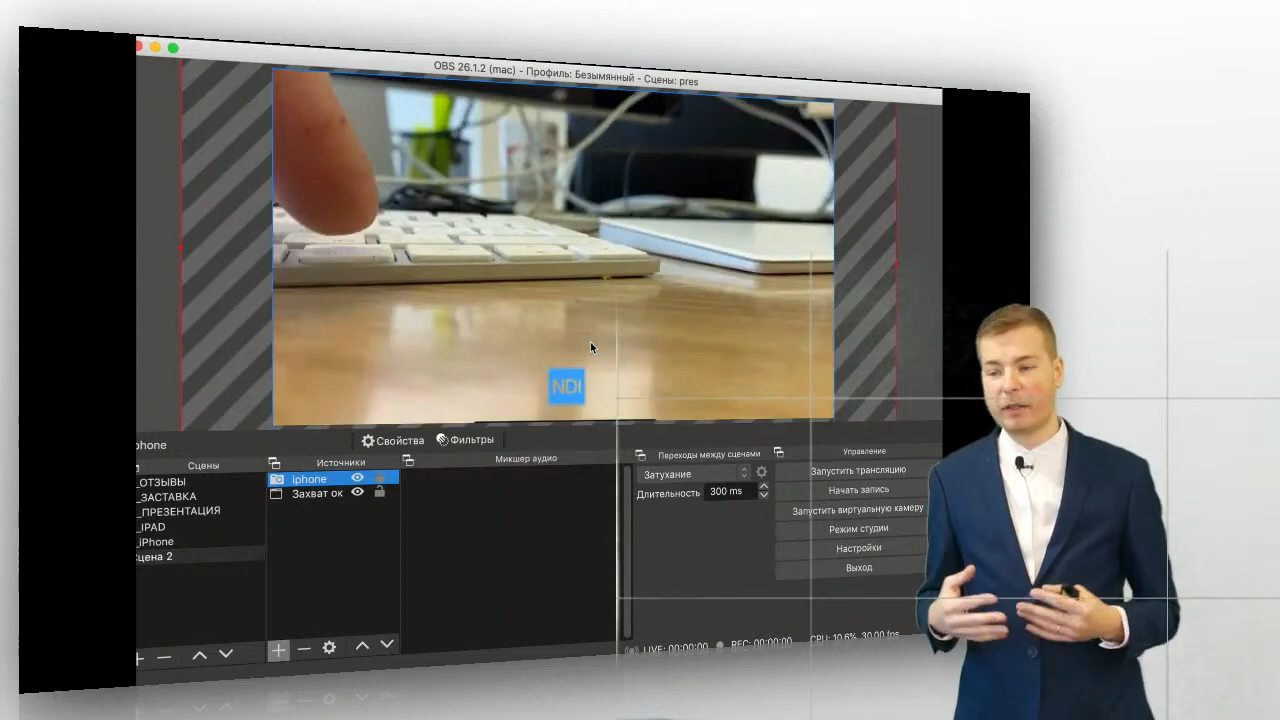 OBS 26.1.2 (mac) - Профиль: Безымянный - Сцены: pres
NDI
phone
Свойства
Фильтры
Сцены
_ОТЗЫВЫ
_ЗАСТАВКА
_ПРЕЗЕНТАЦИЯ
_IPAD
_iPhone
цена 2
Источники
iphone
Захват ок
Микшер аудио
Переходы между сценами
Затухание
Длительность 300 ms
Управление
Запустить трансляцию
Начать запись
Запустить виртуальную камеру
Режим студии
Настройки
Выход
LIVE: 00:00:00 REC: 00:00:00 CPU: 10.6%, 30.00 fps